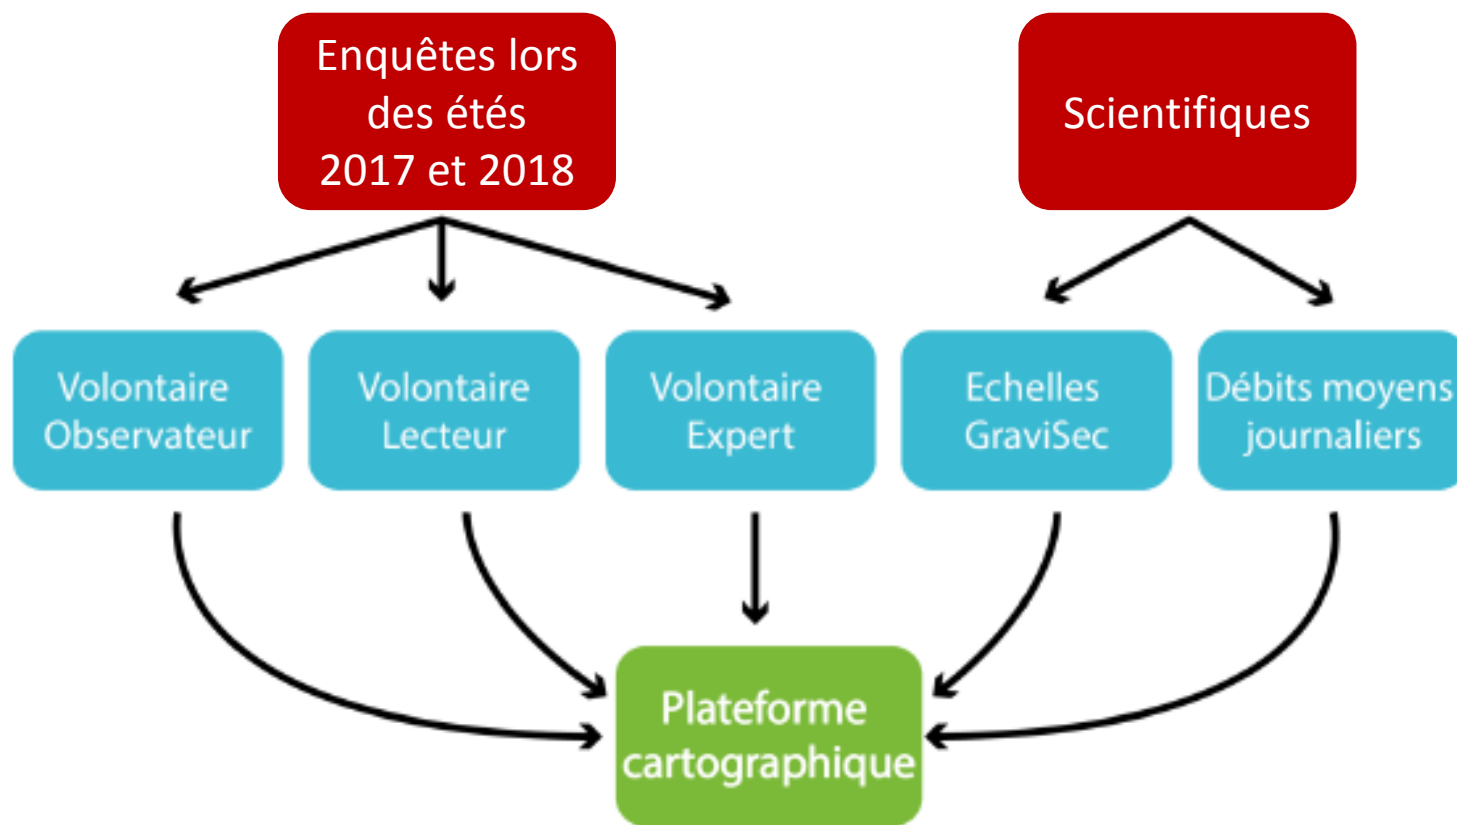 Enquêtes lors
des étés
2017 et 2018
Scientifiques
Volontaire
Observateur
Volontaire
Lecteur
Volontaire
Expert
Echelles
GraviSec
Débits moyens
journaliers
Plateforme
cartographique